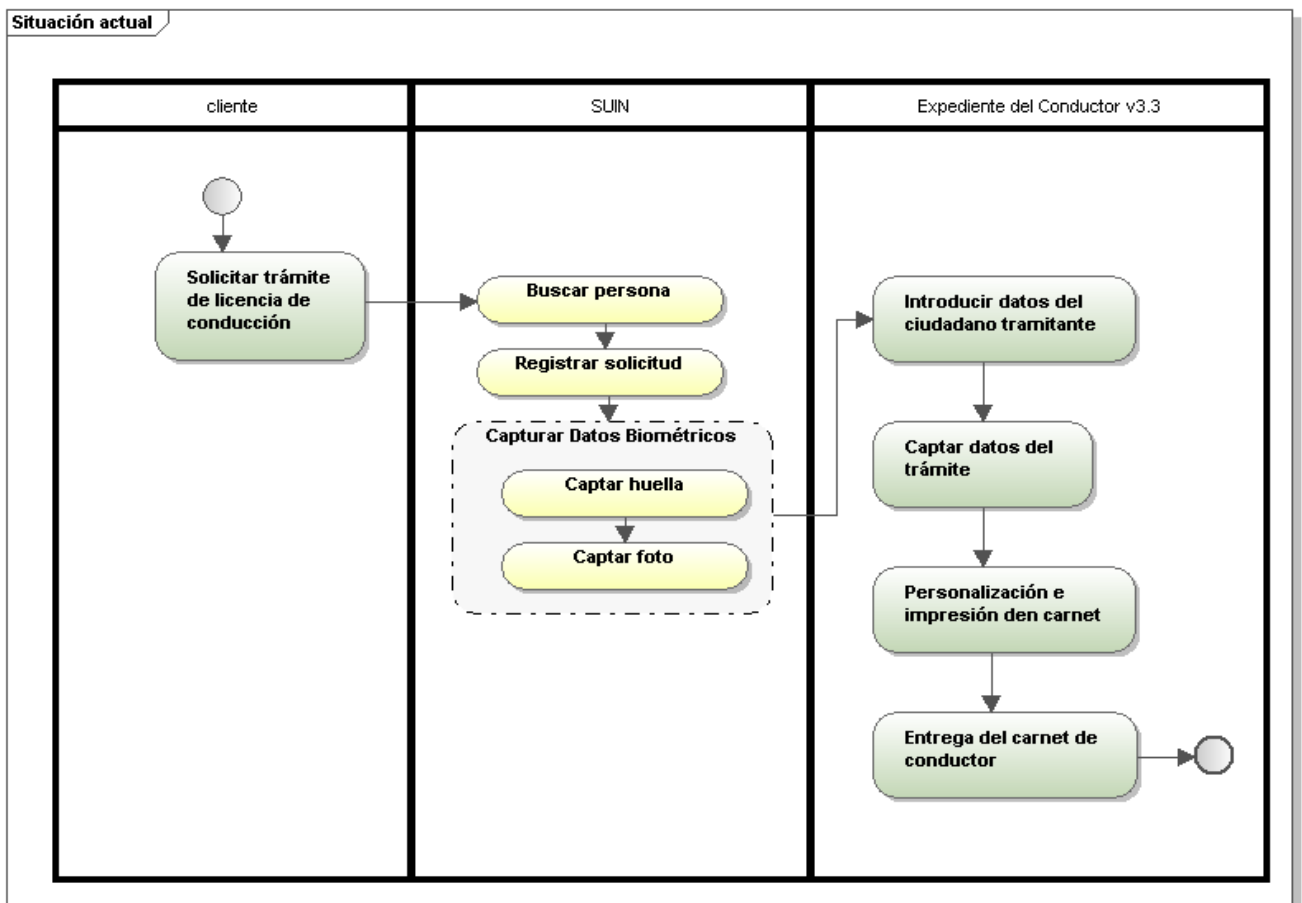 Situación actual
cliente
SUIN
Expediente del Conductor v3.3
Solicitar trámite
de licencia de
conducción
Buscar persona
Registrar solicitud
Capturar Datos Biométricos
Captar huella
Captar foto
Introducir datos del
ciudadano tramitante
Captar datos del
trámite
Personalización e
impresión den carnet
Entrega del carnet de
conductor